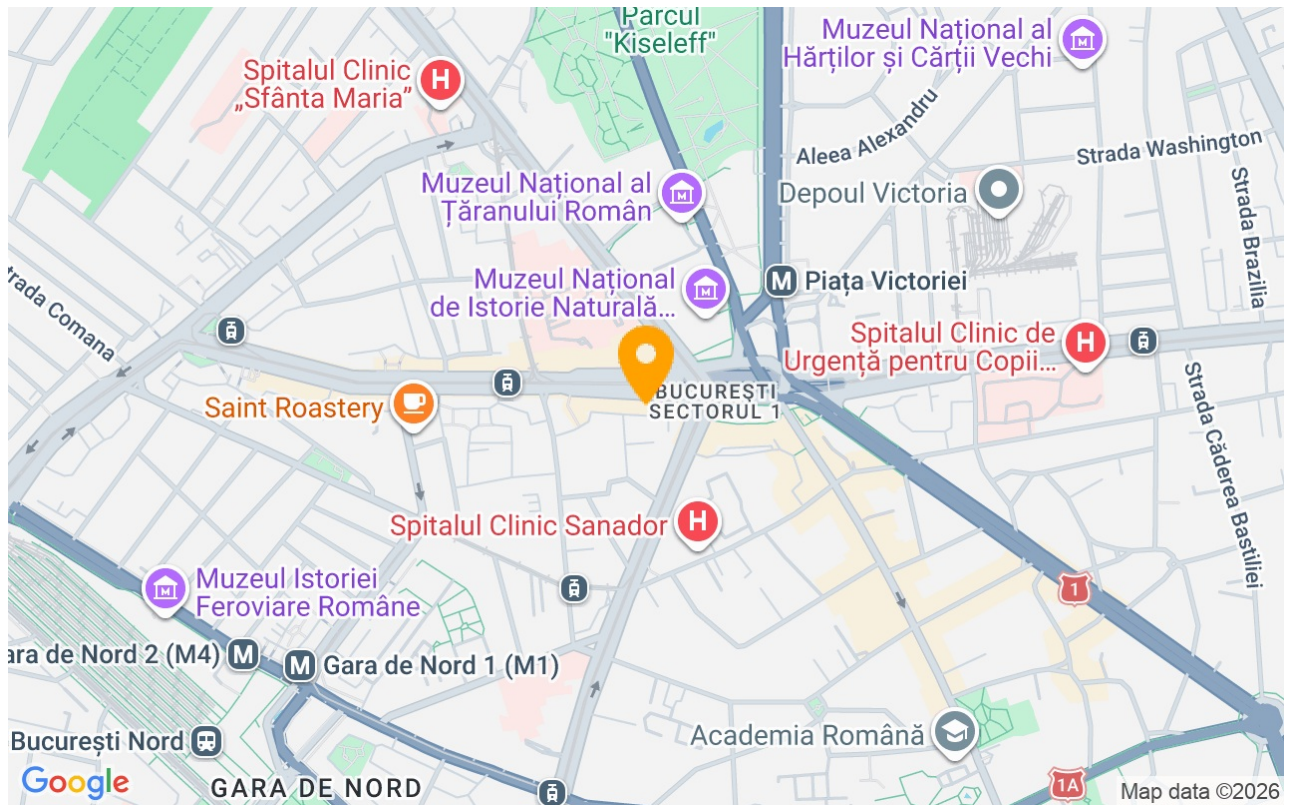 Parcul
"Kiseleff"
Muzeul Național al
Hărților și Cărții Vechi
Spitalul Clinic
„Sfânta Maria”
Aleea Alexandru
Strada Washington
Muzeul Național al
Țăranului Român
Depoul Victoria
Strada Brazilia
Muzeul Național
de Istorie Naturală...
M Piața Victoriei
trada Comana
Spitalul Clinic de
Urgență pentru Copii...
Saint Roastery
BUCUREȘTI
SECTORUL 1
Strada Căderea Bastiliei
Spitalul Clinic Sanador
Muzeul Istoriei
Feroviare Române
1
ara de Nord 2 (M4) M
M Gara de Nord 1 (M1)
București Nord
Academia Română
Google
GARA DE NORD
1A
Map data ©2026